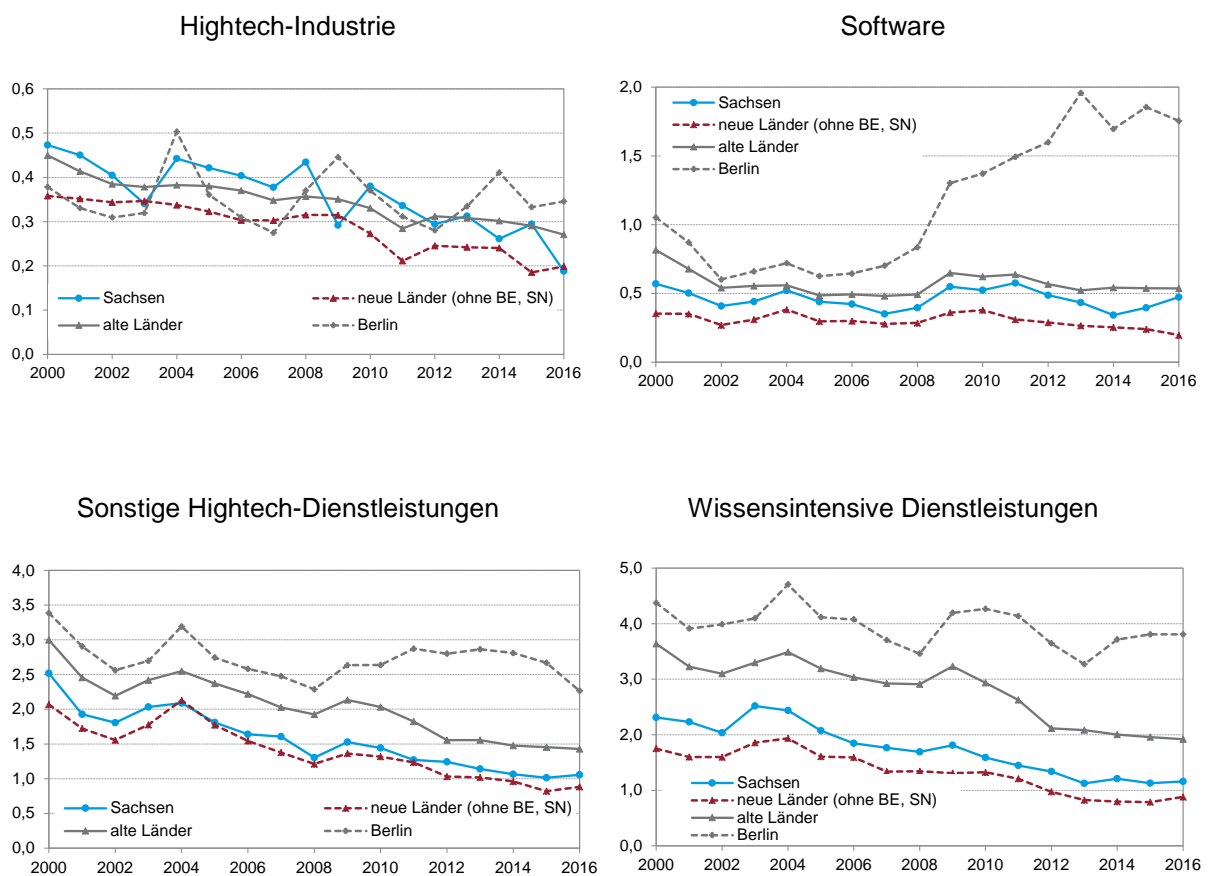 Hightech-Industrie
0,6
0,5
0,4
0,3
0,2
0,1
0,0
Sachsen
neue Länder (ohne BE, SN)
alte Länder
Berlin
2000 2002 2004 2006 2008 2010 2012 2014 2016
Software
2,0
1,5
1,0
0,5
0,0
Sachsen
neue Länder (ohne BE, SN)
alte Länder
Berlin
2000 2002 2004 2006 2008 2010 2012 2014 2016
Sonstige Hightech-Dienstleistungen
4,0
3,5
3,0
2,5
2,0
1,5
1,0
0,5
0,0
Sachsen
neue Länder (ohne BE, SN)
alte Länder
Berlin
2000 2002 2004 2006 2008 2010 2012 2014 2016
Wissensintensive Dienstleistungen
5,0
4,0
3,0
2,0
1,0
0,0
Sachsen
neue Länder (ohne BE, SN)
alte Länder
Berlin
2000 2002 2004 2006 2008 2010 2012 2014 2016